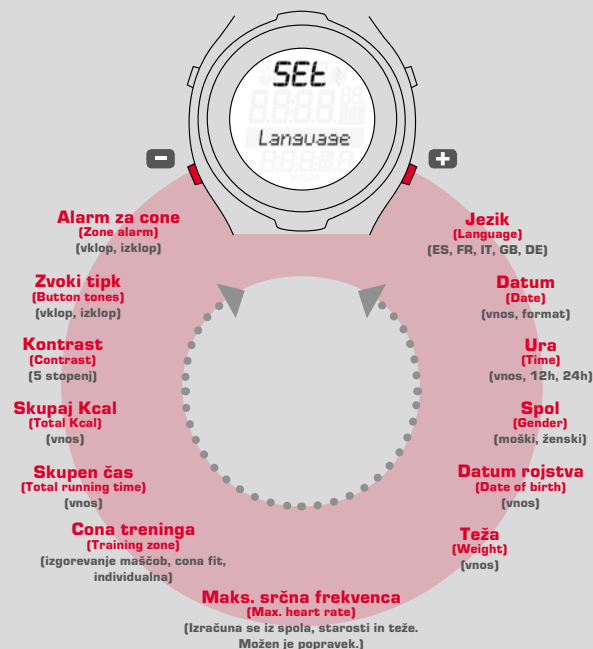 SEt
Language
−
+
Jezik
(Language)
(ES, FR, IT, GB, DE)
Datum
(Date)
(vnos, format)
Ura
(Time)
(vnos, 12h, 24h)
Spol
(Gender)
(moški, ženski)
Datum rojstva
(Date of birth)
(vnos)
Teža
(Weight)
(vnos)
Maks. srčna frekvenca
(Max. heart rate)
(Izračuna se iz spola, starosti in teže.
Možen je popravek.)
Cona treninga
(Training zone)
(izgorevanje maščob, cona fit,
individualna)
Skupen čas
(Total running time)
(vnos)
Skupaj Kcal
(Total Kcal)
(vnos)
Kontrast
(Contrast)
(5 stopenj)
Zvoki tipk
(Button tones)
(vklop, izklop)
Alarm za cone
(Zone alarm)
(vklop, izklop)